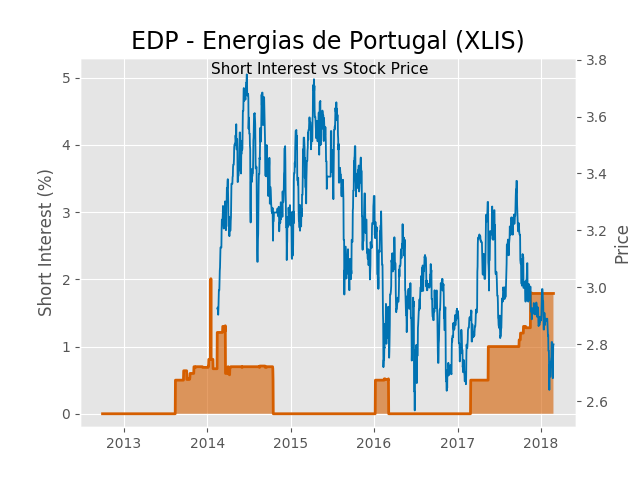 EDP - Energias de Portugal (XLIS)
Short Interest vs Stock Price
Short Interest (%)
5
4
3
2
1
0
3.8
3.6
3.4
3.2
3.0
2.8
2.6
Price
2013 2014 2015 2016 2017 2018